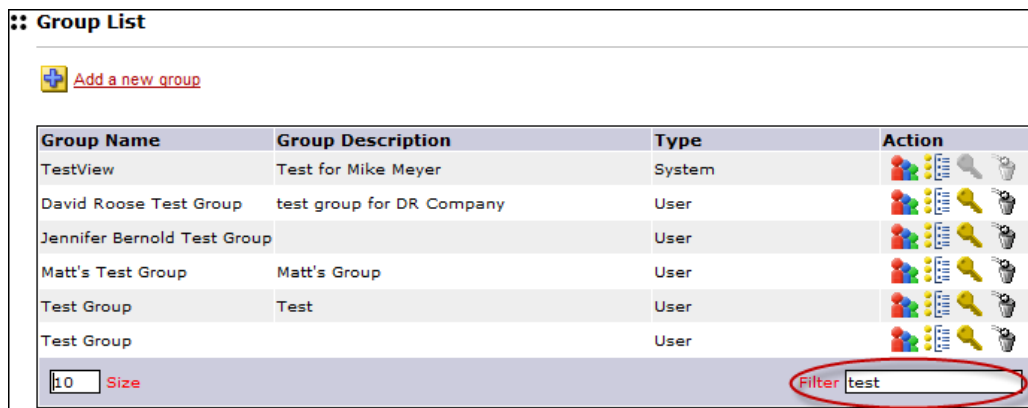 Group List
Add a new group
Group Name Group Description Type Action
TestView Test for Mike Meyer System
David Roose Test Group test group for DR Company User
Jennifer Bernold Test Group User
Matt's Test Group Matt's Group User
Test Group Test User
Test Group User
10 Size Filter test